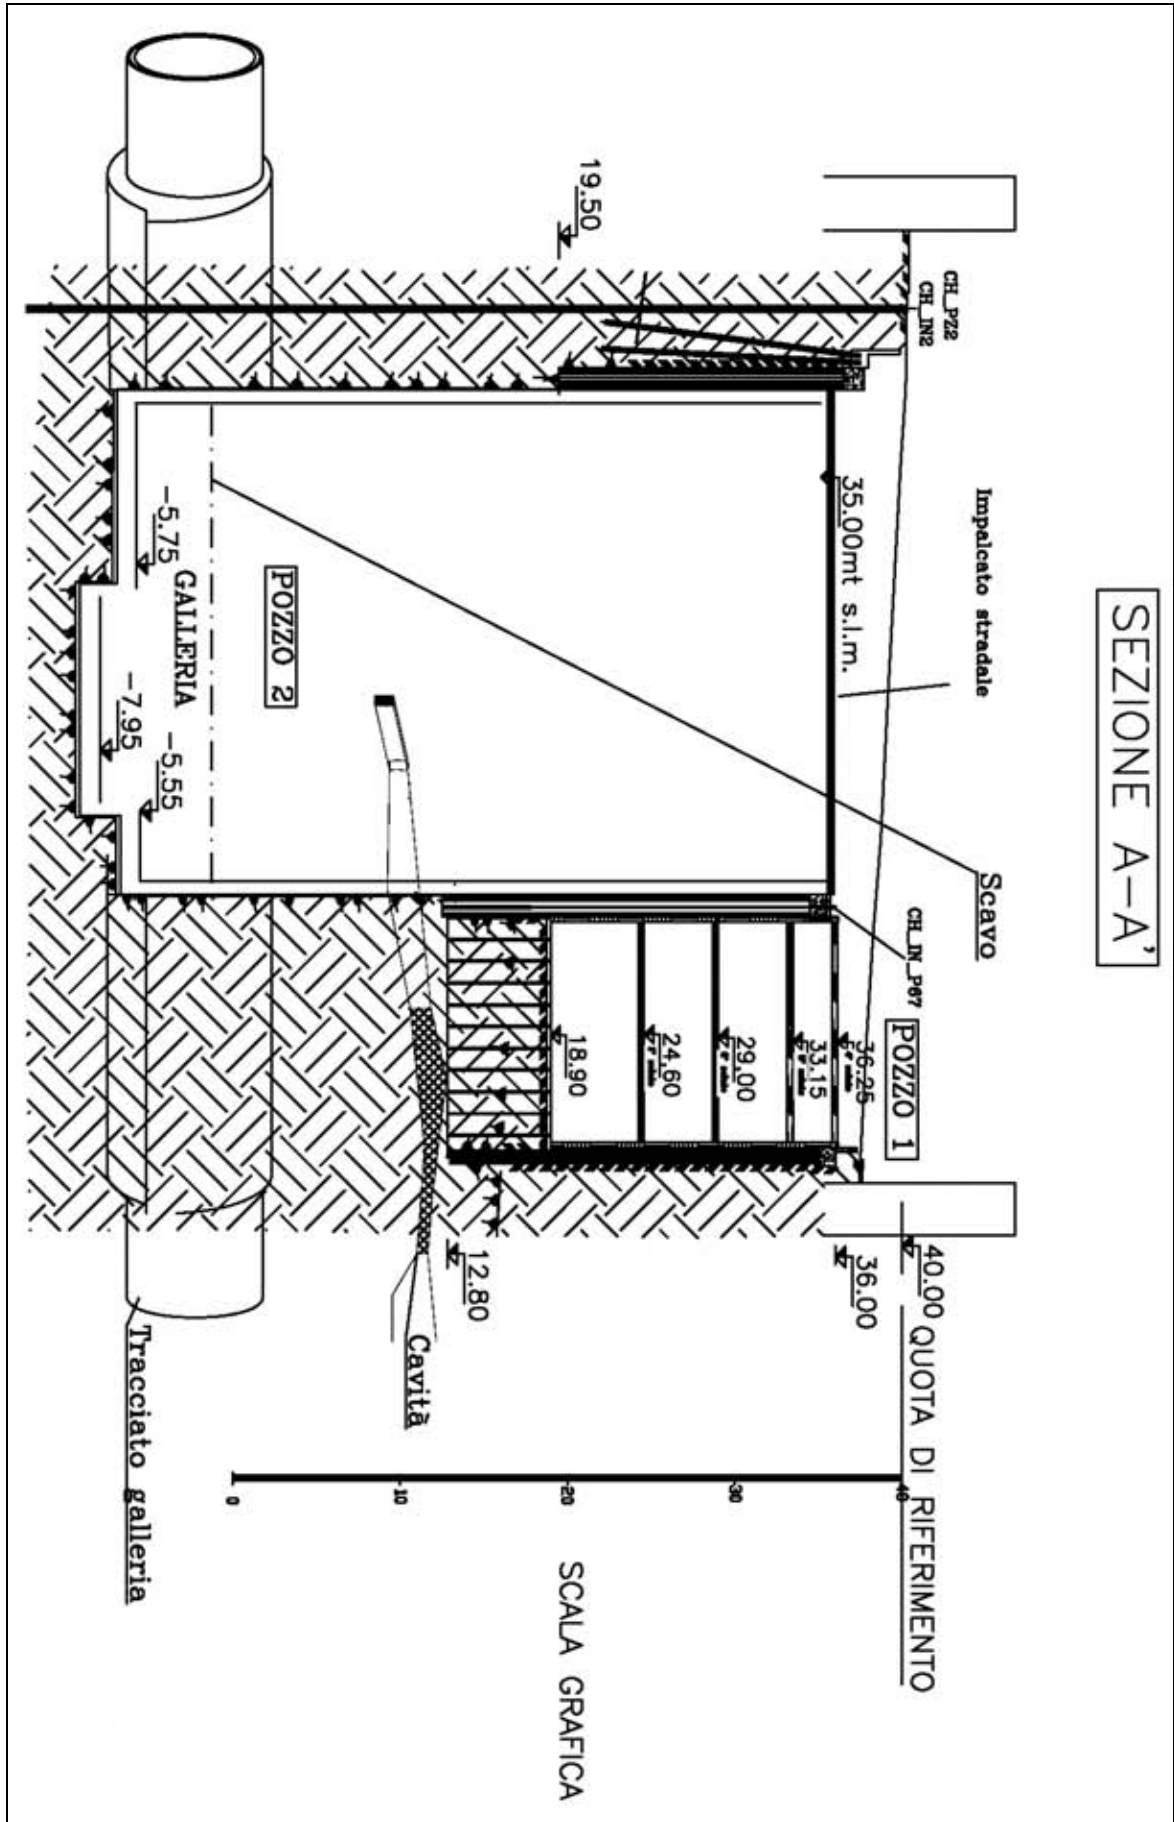 SEZIONE A-A'
CH_PZ2
CH_IN2
Impalcato stradale
Scavo
CH_IN_P67
POZZO 1
40.00
QUOTA DI RIFERIMENTO
35.00mt s.l.m.
36.25
36.00
33.15
29,00
24,60
19.50
18.90
12.80
POZZO 2
Cavità
GALLERIA
-5.75
-5.55
-7.95
Tracciato galleria
40
30
20
10
0
SCALA GRAFICA